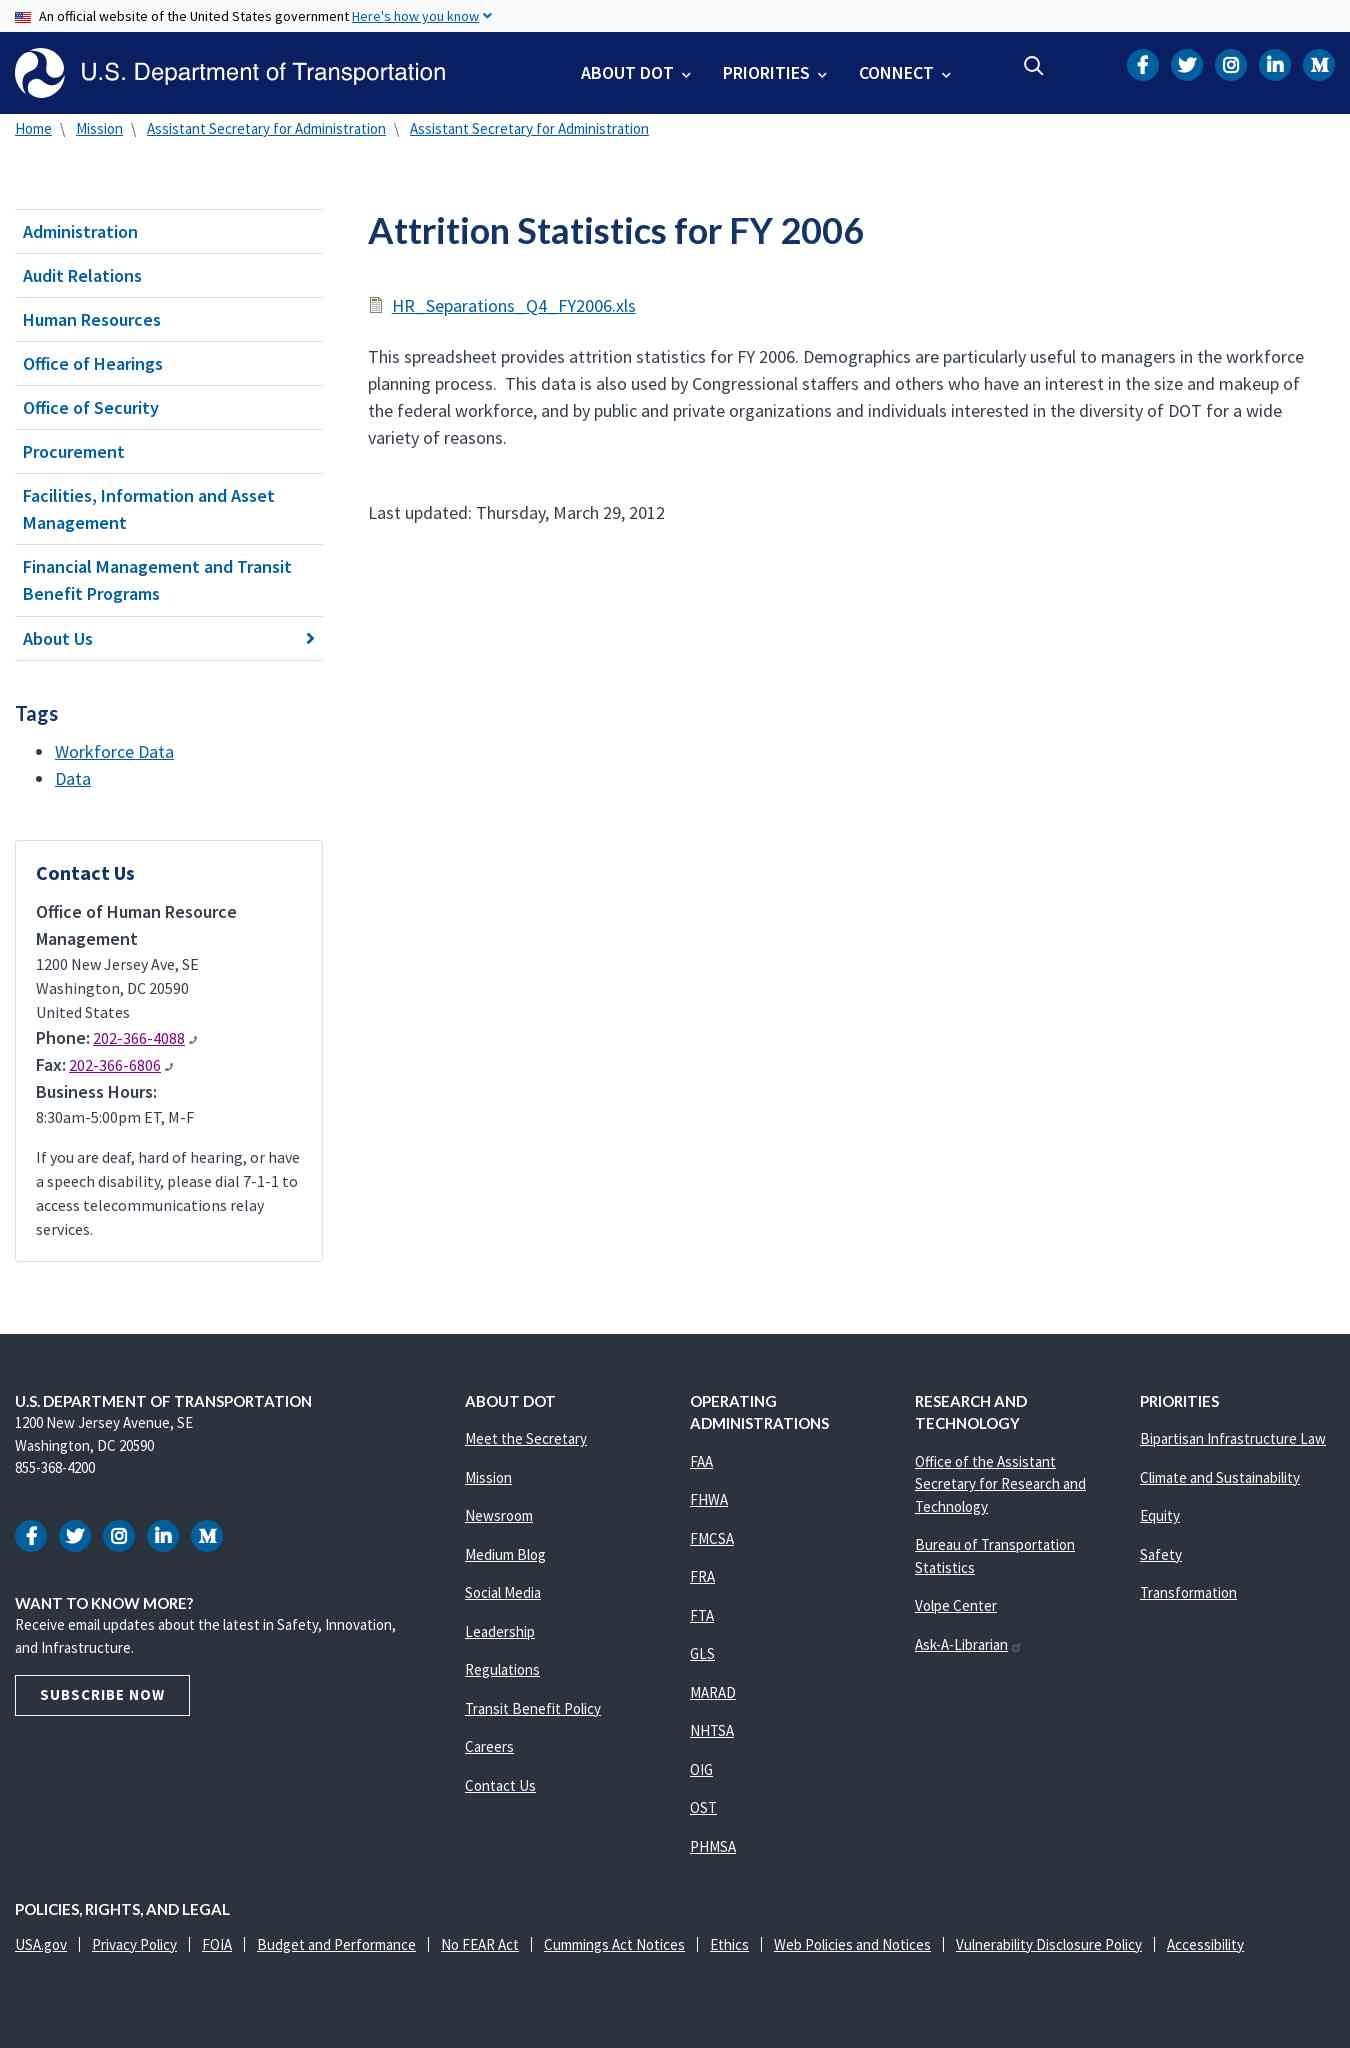 An official website of the United States government Here's how you know
U.S. Department of Transportation
ABOUT DOT
PRIORITIES
CONNECT
Home \ Mission \ Assistant Secretary for Administration \ Assistant Secretary for Administration
Administration
Audit Relations
Human Resources
Office of Hearings
Office of Security
Procurement
Facilities, Information and Asset
Management
Financial Management and Transit
Benefit Programs
About Us
Tags
Workforce Data
Data
Contact Us
Office of Human Resource
Management
1200 New Jersey Ave, SE
Washington, DC 20590
United States
Phone: 202-366-4088
Fax: 202-366-6806
Business Hours:
8:30am-5:00pm ET, M-F
If you are deaf, hard of hearing, or have
a speech disability, please dial 7-1-1 to
access telecommunications relay
services.
Attrition Statistics for FY 2006
HR_Separations_Q4_FY2006.xls
This spreadsheet provides attrition statistics for FY 2006. Demographics are particularly useful to managers in the workforce
planning process.  This data is also used by Congressional staffers and others who have an interest in the size and makeup of
the federal workforce, and by public and private organizations and individuals interested in the diversity of DOT for a wide
variety of reasons.
Last updated: Thursday, March 29, 2012
U.S. DEPARTMENT OF TRANSPORTATION
1200 New Jersey Avenue, SE
Washington, DC 20590
855-368-4200
WANT TO KNOW MORE?
Receive email updates about the latest in Safety, Innovation,
and Infrastructure.
SUBSCRIBE NOW
ABOUT DOT
Meet the Secretary
Mission
Newsroom
Medium Blog
Social Media
Leadership
Regulations
Transit Benefit Policy
Careers
Contact Us
OPERATING
ADMINISTRATIONS
FAA
FHWA
FMCSA
FRA
FTA
GLS
MARAD
NHTSA
OIG
OST
PHMSA
RESEARCH AND
TECHNOLOGY
Office of the Assistant
Secretary for Research and
Technology
Bureau of Transportation
Statistics
Volpe Center
Ask-A-Librarian
PRIORITIES
Bipartisan Infrastructure Law
Climate and Sustainability
Equity
Safety
Transformation
POLICIES, RIGHTS, AND LEGAL
USA.gov | Privacy Policy | FOIA | Budget and Performance | No FEAR Act | Cummings Act Notices | Ethics | Web Policies and Notices | Vulnerability Disclosure Policy | Accessibility